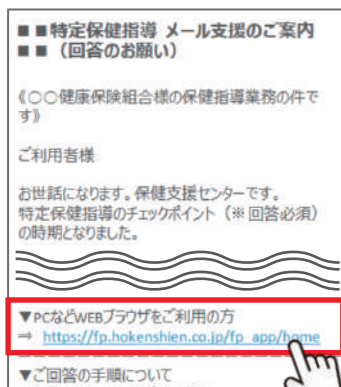 ■■特定保健指導 メール支援のご案内
■■（回答のお願い）
《○○健康保険組合様の保健指導業務の件で
す》
ご利用者様
お世話になります。保健支援センターです。
特定保健指導のチェックポイント（※回答必須）
の時期となりました。
▼PCなどWEBブラウザをご利用の方
⇒ https://fp.hokenshien.co.jp/fp_app/home
▼ご回答の手順について